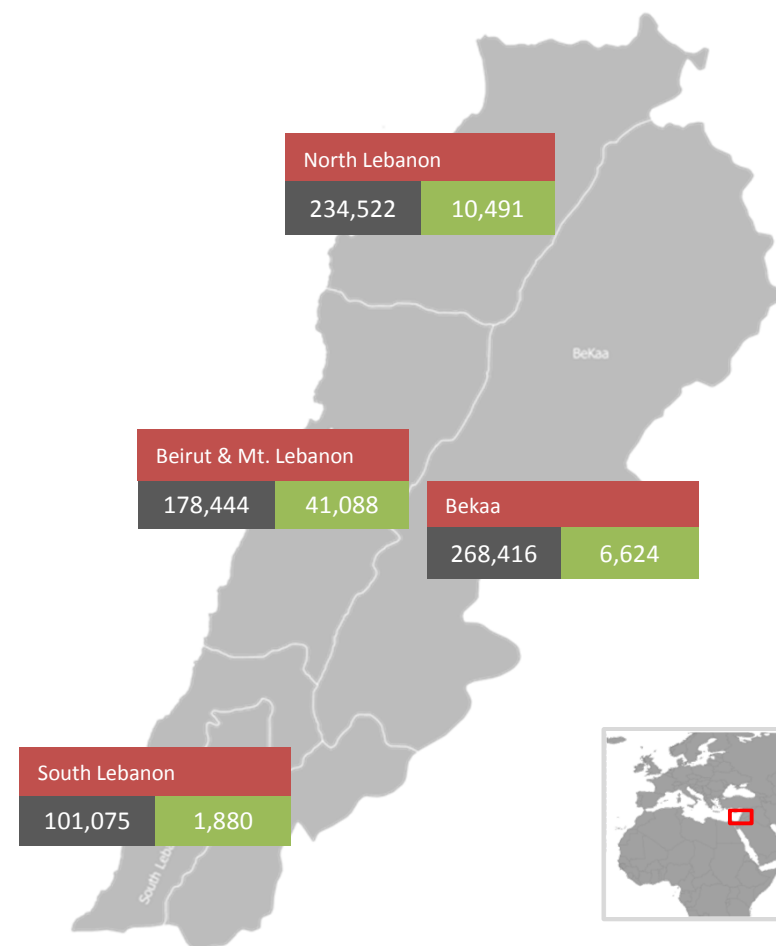 North Lebanon
234,522 10,491
BeKaa
Beirut & Mt. Lebanon
178,444 41,088
Bekaa
268,416 6,624
South Lebanon
101,075 1,880
South